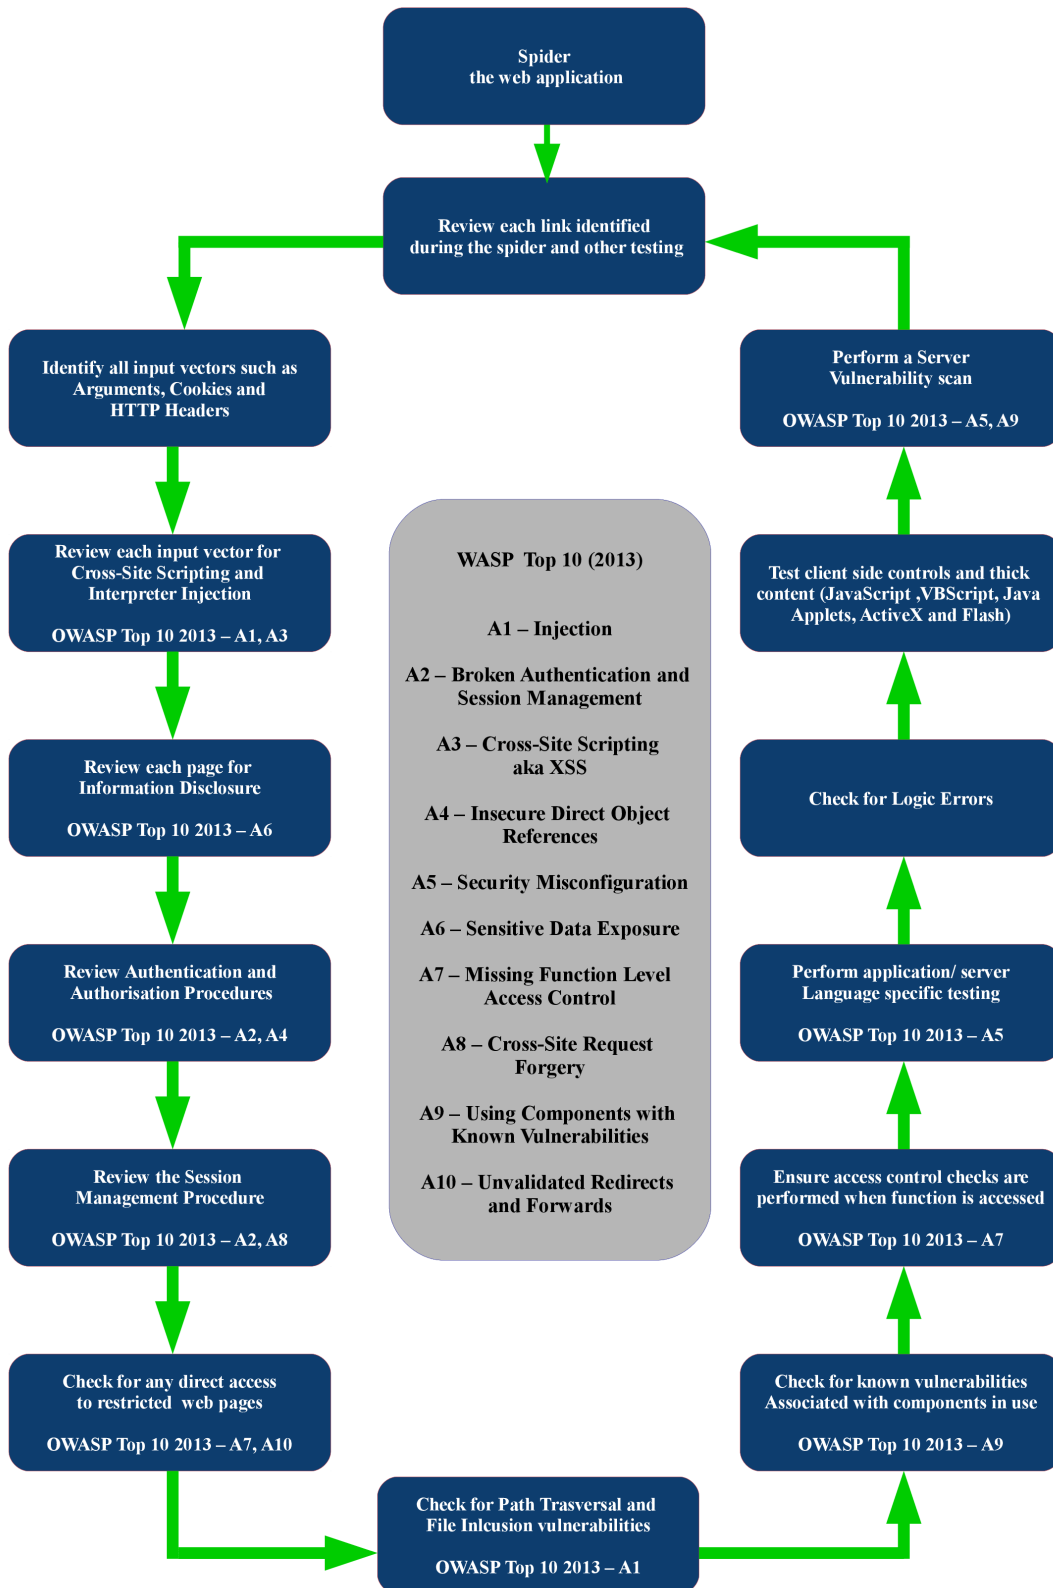 Spider
the web application
Review each link identified
during the spider and other testing
Identify all input vectors such as
Arguments, Cookies and
HTTP Headers
Review each input vector for
Cross-Site Scripting and
Interpreter Injection
OWASP Top 10 2013 – A1, A3
Review each page for
Information Disclosure
OWASP Top 10 2013 – A6
Review Authentication and
Authorisation Procedures
OWASP Top 10 2013 – A2, A4
Review the Session
Management Procedure
OWASP Top 10 2013 – A2, A8
Check for any direct access
to restricted web pages
OWASP Top 10 2013 – A7, A10
Check for Path Trasversal and
File Inlcusion vulnerabilities
OWASP Top 10 2013 – A1
Check for known vulnerabilities
Associated with components in use
OWASP Top 10 2013 – A9
Ensure access control checks are
performed when function is accessed
OWASP Top 10 2013 – A7
Perform application/ server
Language specific testing
OWASP Top 10 2013 – A5
Check for Logic Errors
Test client side controls and thick
content (JavaScript ,VBScript, Java
Applets, ActiveX and Flash)
Perform a Server
Vulnerability scan
OWASP Top 10 2013 – A5, A9
WASP Top 10 (2013)
A1 – Injection
A2 – Broken Authentication and
Session Management
A3 – Cross-Site Scripting
aka XSS
A4 – Insecure Direct Object
References
A5 – Security Misconfiguration
A6 – Sensitive Data Exposure
A7 – Missing Function Level
Access Control
A8 – Cross-Site Request
Forgery
A9 – Using Components with
Known Vulnerabilities
A10 – Unvalidated Redirects
and Forwards